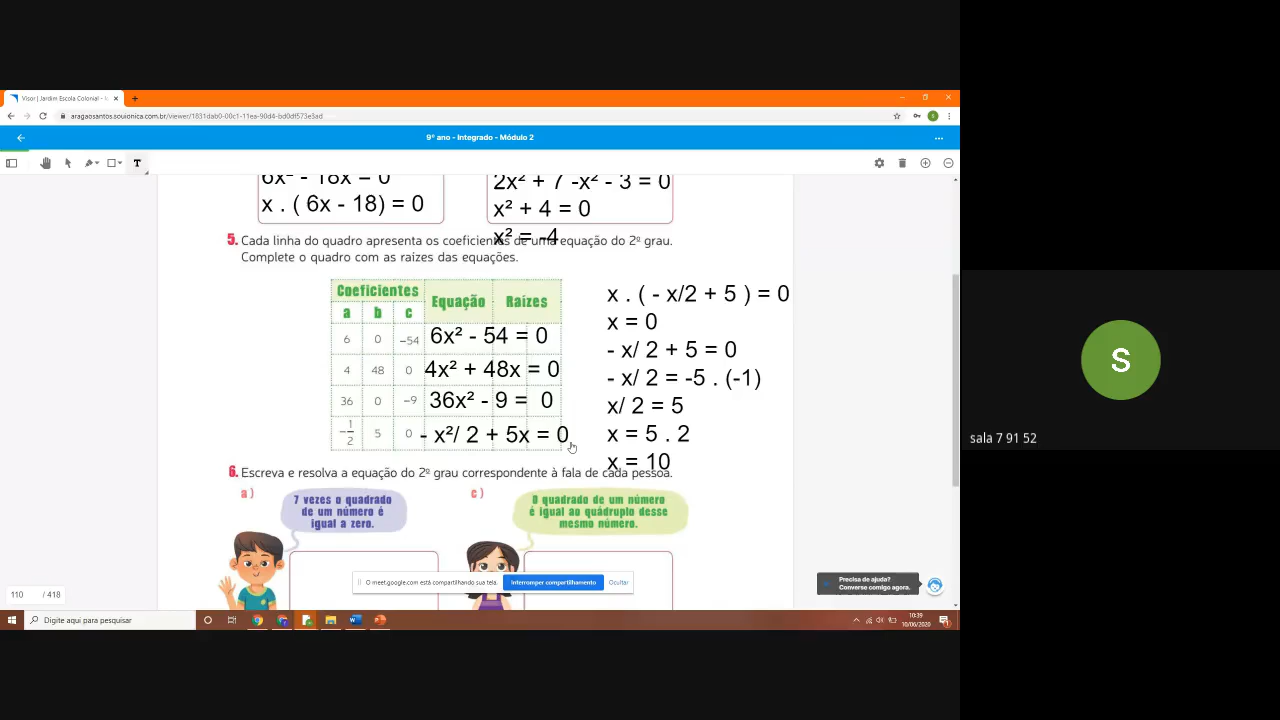 Visor | Jardim Escola Colonial - M
aragaosantos.souionica.com.br/viewer/1831dab0-00c1-11ea-90d4-bd0df573e3ad
9º ano - Integrado - Módulo 2
T
6x² - 18x = 0
x . ( 6x - 18) = 0
2x² + 7 -x² - 3 = 0
x² + 4 = 0
x² = -4
5. Cada linha do quadro apresenta os coeficientes de uma equação do 2º grau.
Complete o quadro com as raízes das equações.
Coeficientes Equação Raízes
a b c
6 0 -54 6x² - 54 = 0
4 48 0 4x² + 48x = 0
36 0 -9 36x² - 9 = 0
-1/2 5 0 - x²/ 2 + 5x = 0
x . ( - x/2 + 5 ) = 0
x = 0
- x/ 2 + 5 = 0
- x/ 2 = -5 . (-1)
x/ 2 = 5
x = 5 . 2
x = 10
6. Escreva e resolva a equação do 2º grau correspondente à fala de cada pessoa.
a )
7 vezes o quadrado
de um número é
igual a zero.
c )
O quadrado de um número
é igual ao quádruplo desse
mesmo número.
O meet.google.com está compartilhando sua tela.
Interromper compartilhamento
Ocultar
Precisa de ajuda?
Converse comigo agora.
110 / 418
Digite aqui para pesquisar
10:39
10/06/2020
S
sala 7 91 52